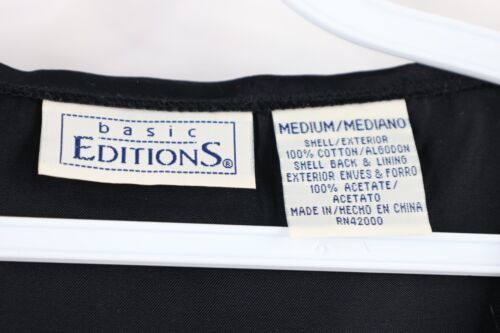 basic
EDITIONS®
MEDIUM/MEDIANO
SHELL/EXTERIOR
100% COTTON/ALGODON
SHELL BACK & LINING
EXTERIOR ENUES & FORRO
100% ACETATE/
ACETATO
MADE IN/HECHO EN CHINA
RN42000